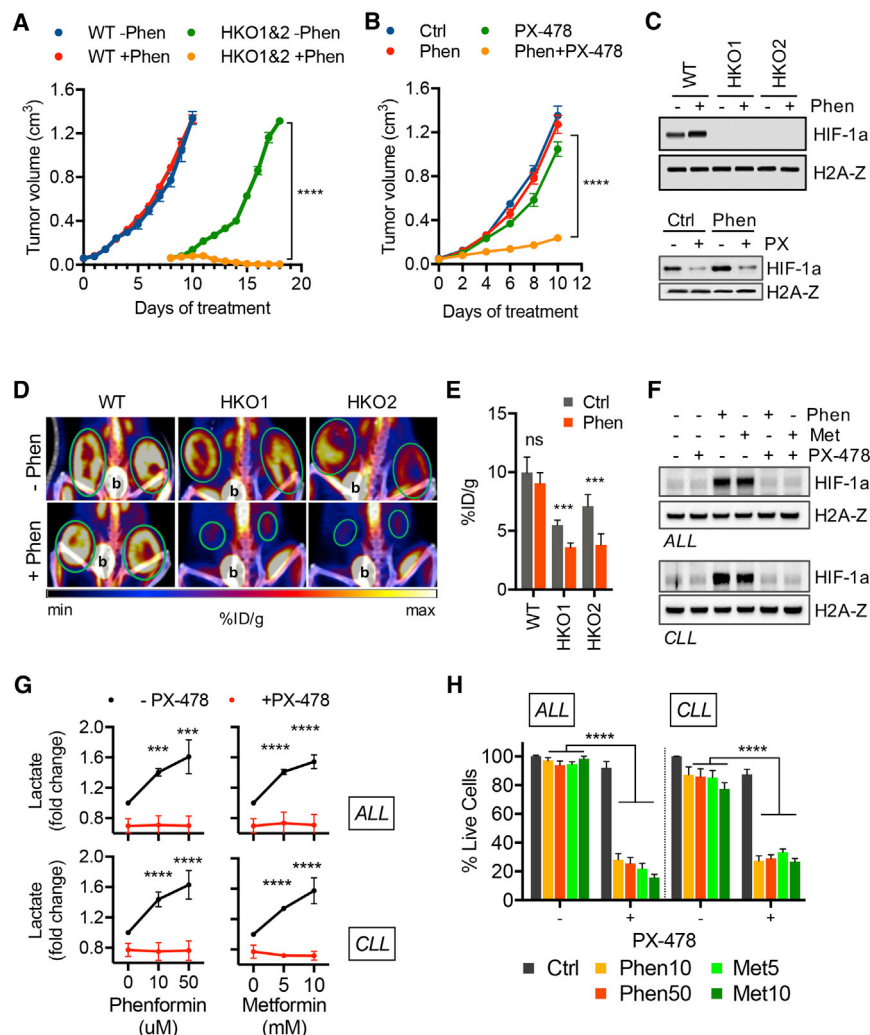 A
WT -Phen
HKO1&2 -Phen
WT +Phen
HKO1&2 +Phen
Tumor volume (cm³)
1.6
1.2
0.8
0.4
0
0 5 10 15 20
Days of treatment
****
B
Ctrl
PX-478
Phen
Phen+PX-478
Tumor volume (cm³)
1.6
1.2
0.8
0.4
0
0 2 4 6 8 10 12
Days of treatment
****
C
WT HKO1 HKO2
- + - + - + Phen
HIF-1a
H2A-Z
Ctrl Phen
- + - + PX
HIF-1a
H2A-Z
D
WT HKO1 HKO2
- Phen
b b b
+ Phen
b b b
min max
%ID/g
E
Ctrl
Phen
%ID/g
15
10
5
0
ns *** ***
WT HKO1 HKO2
F
- - + - + - Phen
- - - + - + Met
- + - - + + PX-478
HIF-1a
H2A-Z
ALL
HIF-1a
H2A-Z
CLL
G
- PX-478 +PX-478
Lactate
(fold change)
2.0
1.6
1.2
0.8
*** ****
**** ****
ALL
Lactate
(fold change)
2.0
1.6
1.2
0.8
**** ****
**** ****
CLL
0 10 50
0 5 10
Phenformin
(uM)
Metformin
(mM)
H
ALL CLL
**** ****
% Live Cells
100
80
60
40
20
0
- + - +
PX-478
Ctrl Phen10 Met5
Phen50 Met10